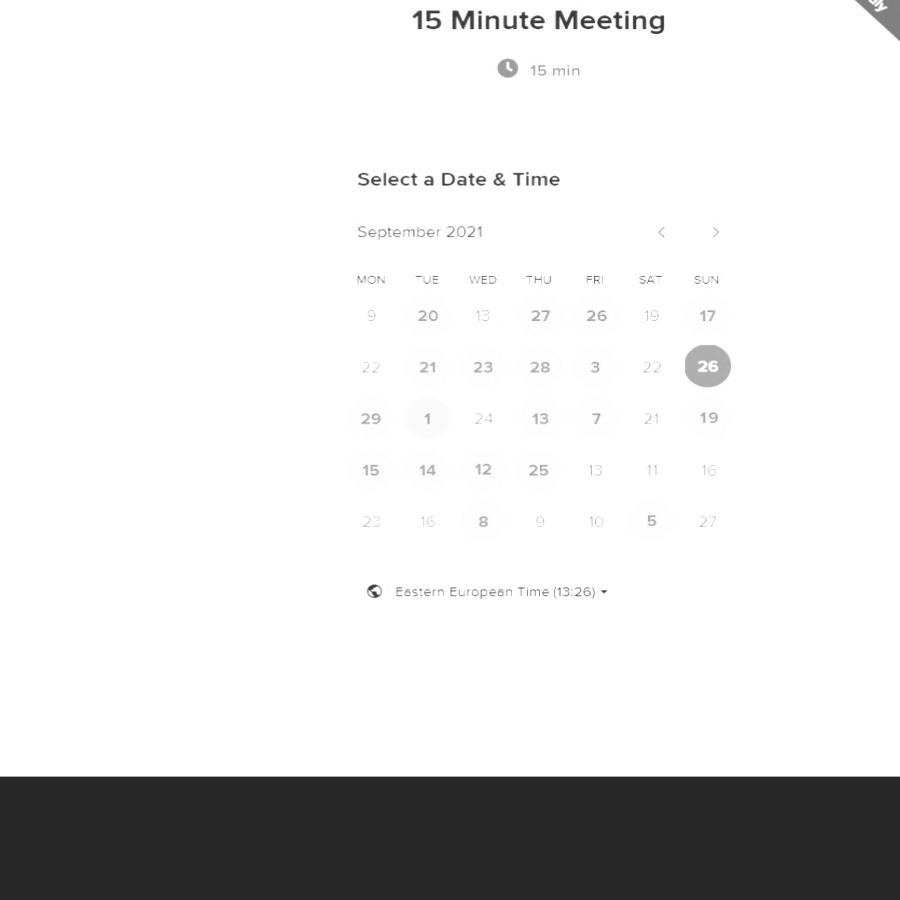 15 Minute Meeting
15 min
Select a Date & Time
September 2021
MON TUE WED THU FRI SAT SUN
9 20 13 27 26 19 17
22 21 23 28 3 22 26
29 1 24 13 7 21 19
15 14 12 25 13 11 16
23 16 8 9 10 5 27
Eastern European Time (13:26)